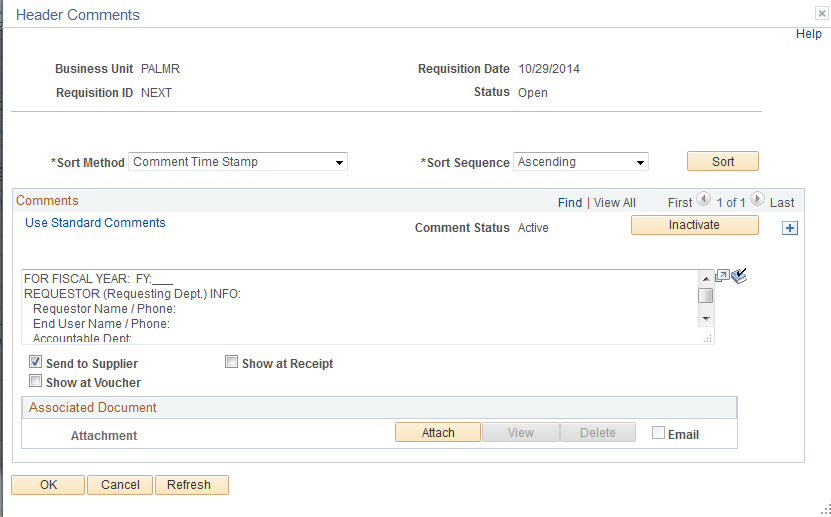 Header Comments
Help
Business Unit PALMR Requisition Date 10/29/2014
Requisition ID NEXT Status Open
*Sort Method Comment Time Stamp *Sort Sequence Ascending Sort
Comments Find | View All First 1 of 1 Last
Use Standard Comments Comment Status Active Inactivate
FOR FISCAL YEAR: FY:___
REQUESTOR (Requesting Dept.) INFO:
Requestor Name / Phone:
End User Name / Phone:
Accountable Dept:
Send to Supplier Show at Receipt
Show at Voucher
Associated Document
Attachment Attach View Delete Email
OK Cancel Refresh